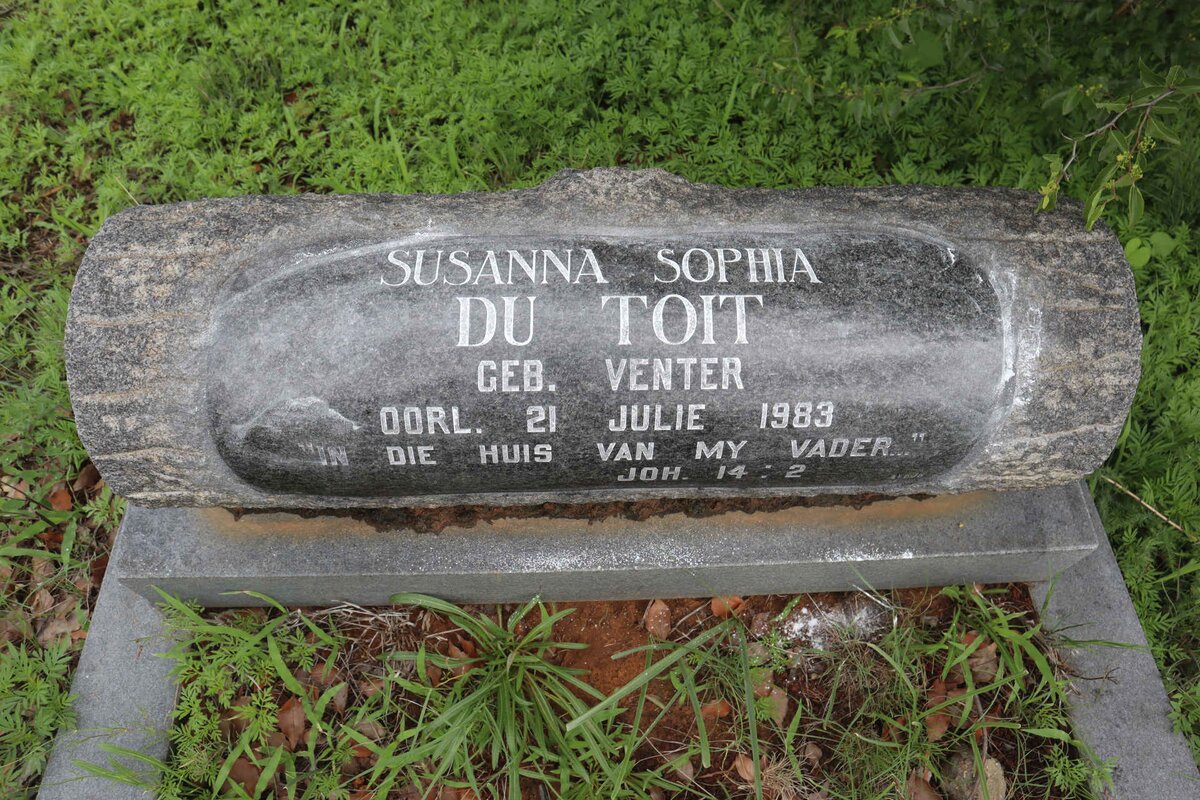 SUSANNA SOPHIA
DU TOIT
GEB. VENTER
OORL. 21 JULIE 1983
"IN DIE HUIS VAN MY VADER..."
JOH. 14:2